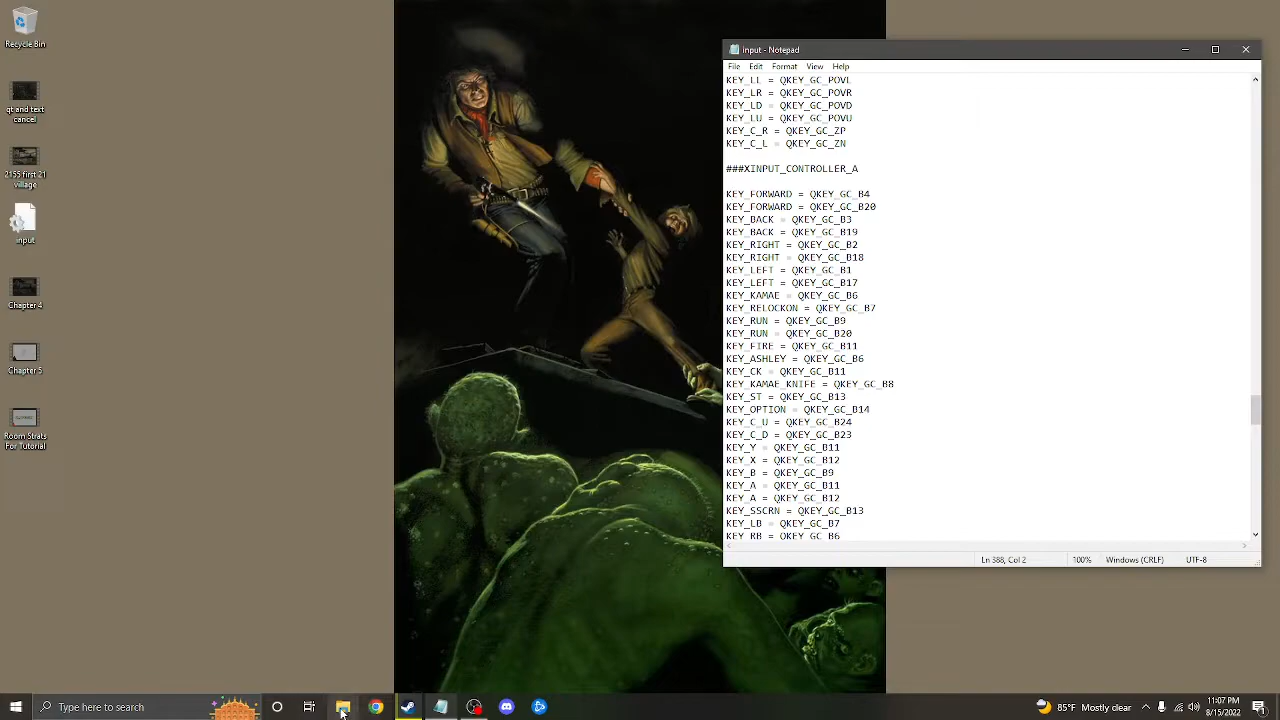 Recycle Bin
qte and text
cancel
2-1 5th first 21
village
input
Chapter 4
Chapter 5
Room Strats
For Tutorial
input - Notepad
File Edit Format View Help
KEY_LL = QKEY_GC_POVL
KEY_LR = QKEY_GC_POVR
KEY_LD = QKEY_GC_POVD
KEY_LU = QKEY_GC_POVU
KEY_C_R = QKEY_GC_ZP
KEY_C_L = QKEY_GC_ZN
###XINPUT_CONTROLLER_A
KEY_FORWARD = QKEY_GC_B4
KEY_FORWARD = QKEY_GC_B20
KEY_BACK = QKEY_GC_B3
KEY_BACK = QKEY_GC_B19
KEY_RIGHT = QKEY_GC_B2
KEY_RIGHT = QKEY_GC_B18
KEY_LEFT = QKEY_GC_B1
KEY_LEFT = QKEY_GC_B17
KEY_KAMAE = QKEY_GC_B6
KEY_RELOCKON = QKEY_GC_B7
KEY_RUN = QKEY_GC_B9
KEY_RUN = QKEY_GC_B20
KEY_FIRE = QKEY_GC_B11
KEY_ASHLEY = QKEY_GC_B6
KEY_CK = QKEY_GC_B11
KEY_KAMAE_KNIFE = QKEY_GC_B8
KEY_ST = QKEY_GC_B13
KEY_OPTION = QKEY_GC_B14
KEY_C_U = QKEY_GC_B24
KEY_C_D = QKEY_GC_B23
KEY_Y = QKEY_GC_B11
KEY_X = QKEY_GC_B12
KEY_B = QKEY_GC_B9
KEY_A = QKEY_GC_B11
KEY_A = QKEY_GC_B12
KEY_SSCRN = QKEY_GC_B13
KEY_LB = QKEY_GC_B7
KEY_RB = QKEY_GC_B6
Ln 388, Col 2 100% Windows (CRLF) UTF-8
Type here to search
85°F Mostly clear
11:07 PM
8/15/2022